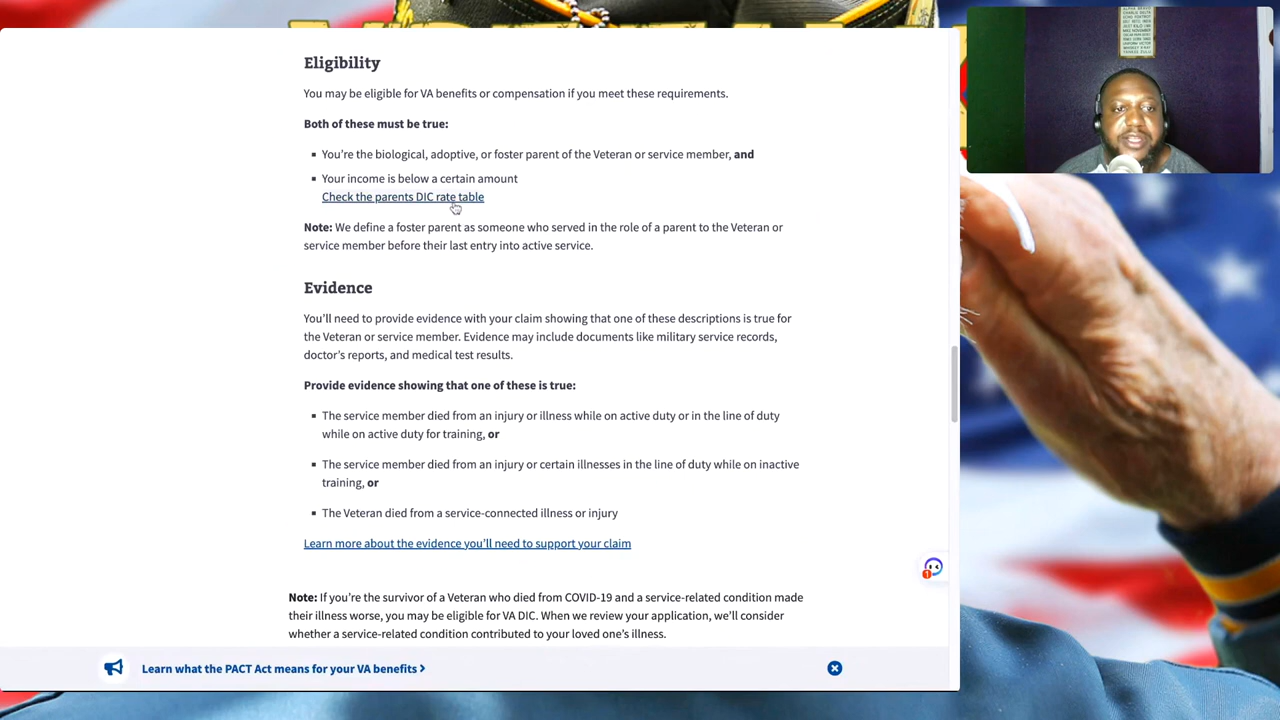 Eligibility
You may be eligible for VA benefits or compensation if you meet these requirements.
Both of these must be true:
You're the biological, adoptive, or foster parent of the Veteran or service member, and
Your income is below a certain amount
Check the parents DIC rate table
Note: We define a foster parent as someone who served in the role of a parent to the Veteran or
service member before their last entry into active service.
Evidence
You'll need to provide evidence with your claim showing that one of these descriptions is true for
the Veteran or service member. Evidence may include documents like military service records,
doctor's reports, and medical test results.
Provide evidence showing that one of these is true:
The service member died from an injury or illness while on active duty or in the line of duty
while on active duty for training, or
The service member died from an injury or certain illnesses in the line of duty while on inactive
training, or
The Veteran died from a service-connected illness or injury
Learn more about the evidence you'll need to support your claim
1
Note: If you're the survivor of a Veteran who died from COVID-19 and a service-related condition made
their illness worse, you may be eligible for VA DIC. When we review your application, we'll consider
whether a service-related condition contributed to your loved one's illness.
Learn what the PACT Act means for your VA benefits